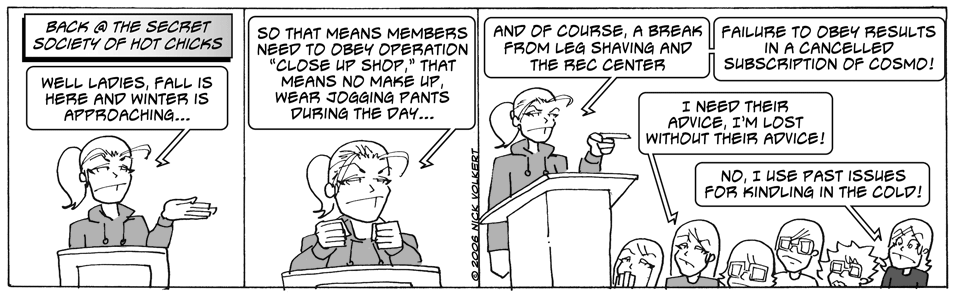 BACK @ THE SECRET
SOCIETY OF HOT CHICKS
WELL LADIES, FALL IS
HERE AND WINTER IS
APPROACHING...
SO THAT MEANS MEMBERS
NEED TO OBEY OPERATION
"CLOSE UP SHOP," THAT
MEANS NO MAKE UP,
WEAR JOGGING PANTS
DURING THE DAY...
© 2006 NICK VOLKERT
AND OF COURSE, A BREAK
FROM LEG SHAVING AND
THE REC CENTER
FAILURE TO OBEY RESULTS
IN A CANCELLED
SUBSCRIPTION OF COSMO!
I NEED THEIR
ADVICE, I'M LOST
WITHOUT THEIR ADVICE!
NO, I USE PAST ISSUES
FOR KINDLING IN THE COLD!